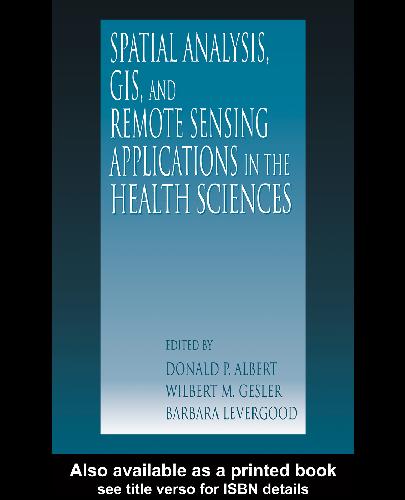 SPATIAL ANALYSIS,
GIS, AND
REMOTE SENSING
APPLICATIONS IN THE
HEALTH SCIENCES
EDITED BY
DONALD P. ALBERT
WILBERT M. GESLER
BARBARA LEVERGOOD
Also available as a printed book
see title verso for ISBN details